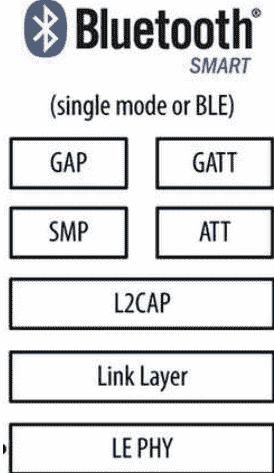 Bluetooth®
SMART
(single mode or BLE)
GAP GATT
SMP ATT
L2CAP
Link Layer
LE PHY